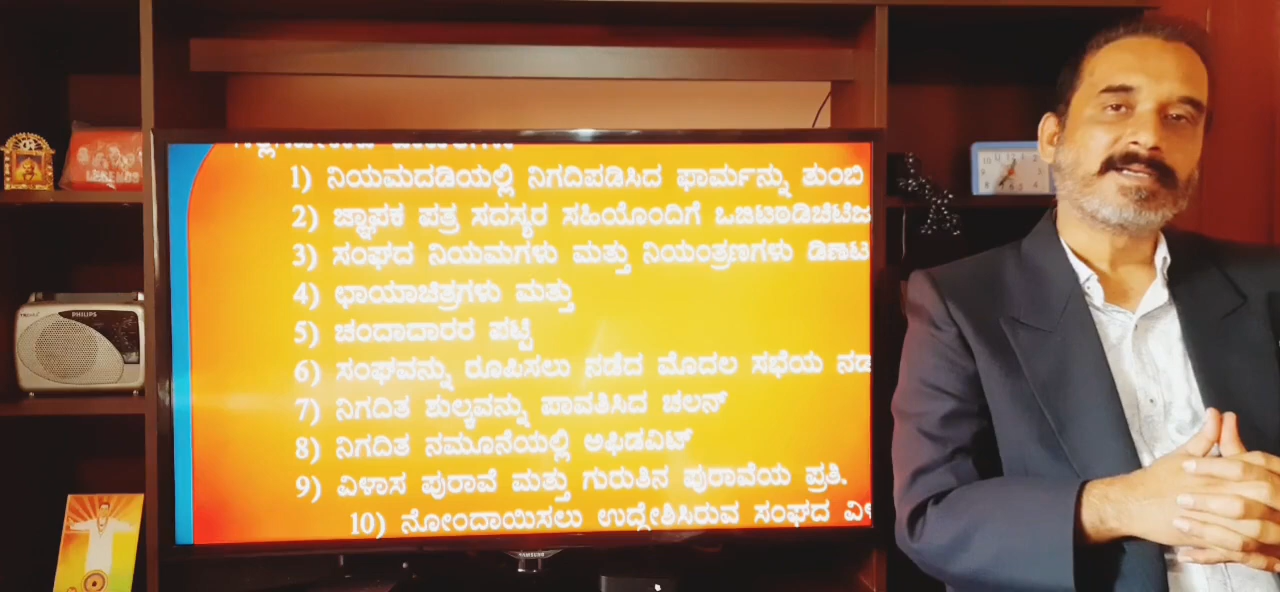 1) ನಿಯಮದಡಿಯಲ್ಲಿ ನಿಗದಿಪಡಿಸಿದ ಫಾರ್ಮನ್ನು ತುಂಬಿ
2) ಜ್ಞಾಪಕ ಪತ್ರ ಸದಸ್ಯರ ಸಹಿಯೊಂದಿಗೆ
3) ಸಂಘದ ನಿಯಮಗಳು ಮತ್ತು ನಿಯಂತ್ರಣಗಳು
4) ಛಾಯಾಚಿತ್ರಗಳು ಮತ್ತು
5) ಚಂದಾದಾರರ ಪಟ್ಟಿ
6) ಸಂಘವನ್ನು ರೂಪಿಸಲು ನಡೆದ ಮೊದಲ ಸಭೆಯ
7) ನಿಗದಿತ ಶುಲ್ಕವನ್ನು ಪಾವತಿಸಿದ ಚಲನ್
8) ನಿಗದಿತ ನಮೂನೆಯಲ್ಲಿ ಅಫಿಡವಿಟ್
9) ವಿಳಾಸ ಪುರಾವೆ ಮತ್ತು ಗುರುತಿನ ಪುರಾವೆಯ ಪ್ರತಿ.
10) ನೋಂದಾಯಿಸಲು ಉದ್ದೇಶಿಸಿರುವ ಸಂಘದ
PHILIPS
SAMSUNG